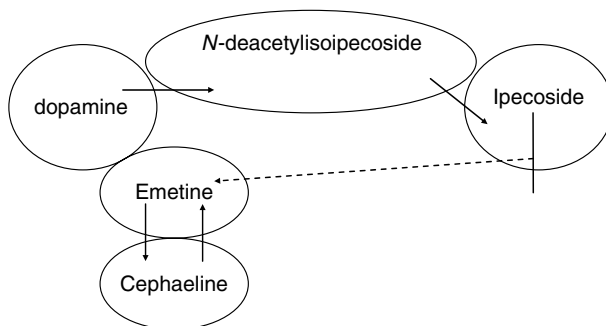 N-deacetylisoipecoside
dopamine
Ipecoside
Emetine
Cephaeline